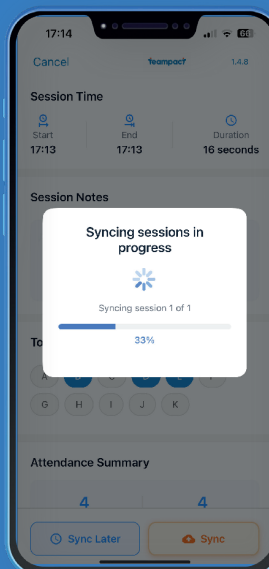 17:14
Cancel
Teampact
1.4.8
Session Time
Start
End
Duration
17:13
17:13
16 seconds
Session Notes
Syncing sessions in
progress
Syncing session 1 of 1
33%
To
G H I J K
Attendance Summary
4
4
Sync Later
Sync